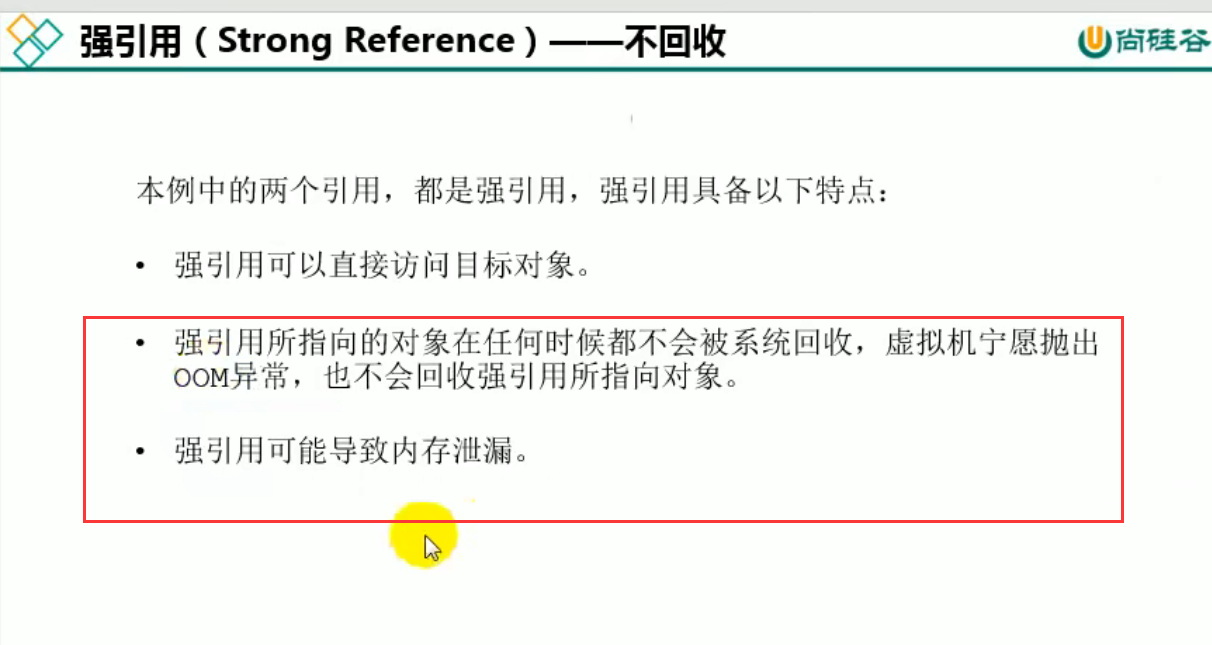 强引用（Strong Reference）——不回收
尚硅谷
本例中的两个引用，都是强引用，强引用具备以下特点：
• 强引用可以直接访问目标对象。
• 强引用所指向的对象在任何时候都不会被系统回收，虚拟机宁愿抛出
OOM异常，也不会回收强引用所指向对象。
• 强引用可能导致内存泄漏。